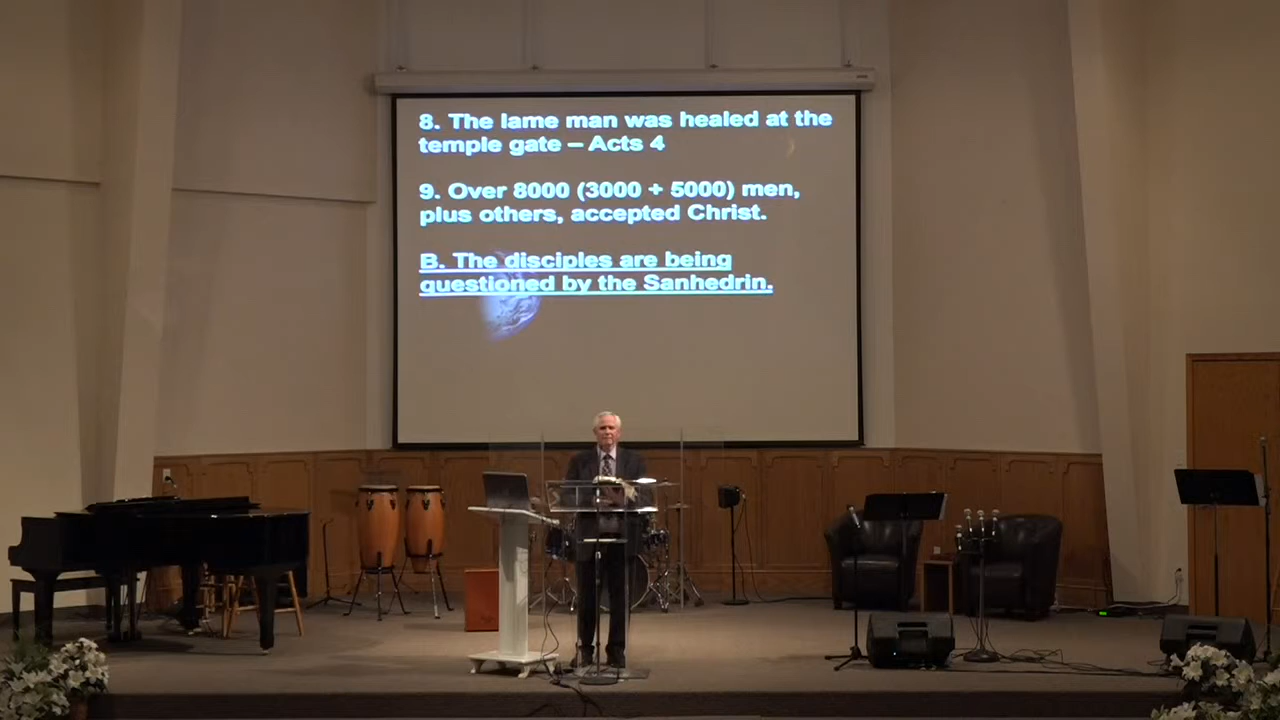 8. The lame man was healed at the
temple gate – Acts 4
9. Over 8000 (3000 + 5000) men,
plus others, accepted Christ.
B. The disciples are being
questioned by the Sanhedrin.